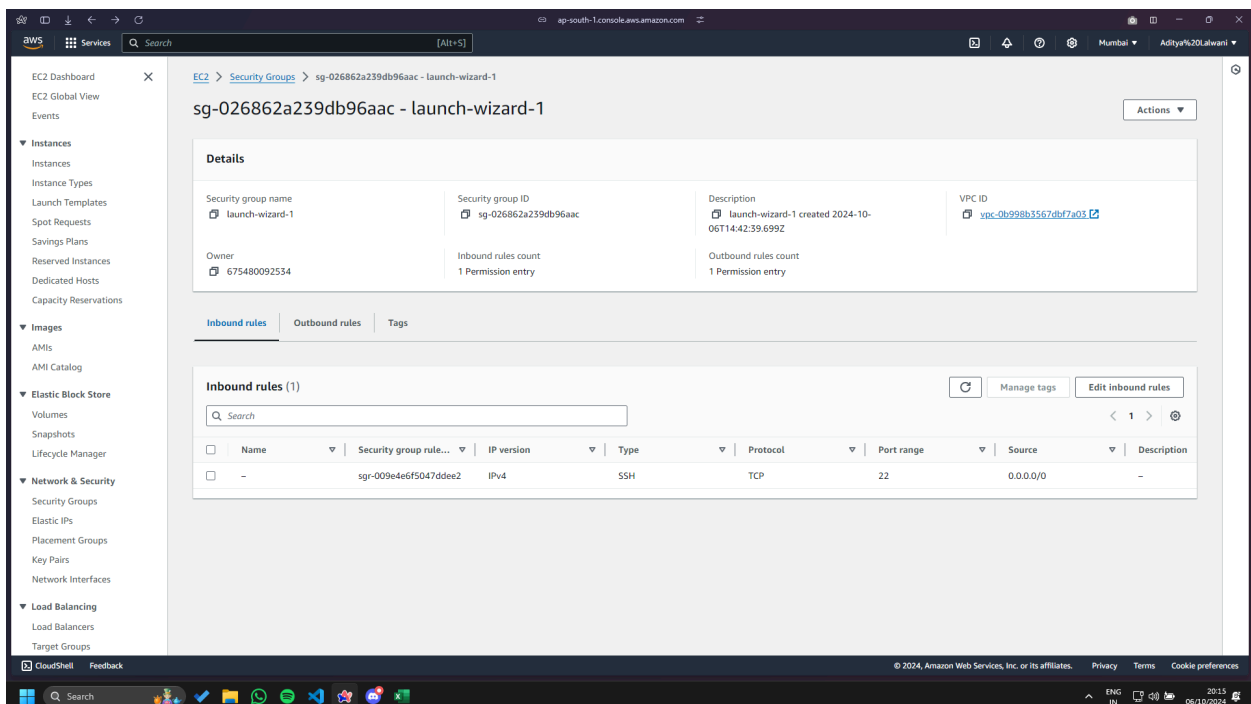 ap-south-1.console.aws.amazon.com
aws
Services
Search
[Alt+S]
Mumbai ▼
Aditya%20Lalwani ▼
EC2 Dashboard
EC2 Global View
Events
▼ Instances
Instances
Instance Types
Launch Templates
Spot Requests
Savings Plans
Reserved Instances
Dedicated Hosts
Capacity Reservations
▼ Images
AMIs
AMI Catalog
▼ Elastic Block Store
Volumes
Snapshots
Lifecycle Manager
▼ Network & Security
Security Groups
Elastic IPs
Placement Groups
Key Pairs
Network Interfaces
▼ Load Balancing
Load Balancers
Target Groups
EC2 > Security Groups > sg-026862a239db96aac - launch-wizard-1
sg-026862a239db96aac - launch-wizard-1
Actions ▼
Details
Security group name
launch-wizard-1
Security group ID
sg-026862a239db96aac
Description
launch-wizard-1 created 2024-10-
06T14:42:39.699Z
VPC ID
vpc-0b998b3567dbf7a03
Owner
675480092534
Inbound rules count
1 Permission entry
Outbound rules count
1 Permission entry
Inbound rules
Outbound rules
Tags
Inbound rules (1)
Manage tags
Edit inbound rules
Search
< 1 >
Name | Security group rule... | IP version | Type | Protocol | Port range | Source | Description
– sgr-009e4e6f5047ddee2 IPv4 SSH TCP 22 0.0.0.0/0 –
CloudShell Feedback
© 2024, Amazon Web Services, Inc. or its affiliates. Privacy Terms Cookie preferences
Search
ENG
IN
20:15
06/10/2024